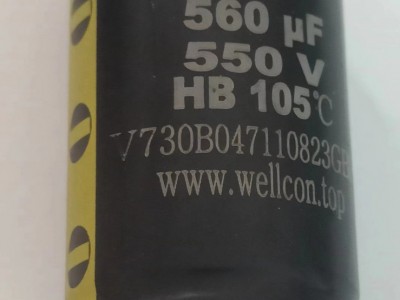 560 µF
550 V
HB 105℃
V730B047110823GH
www.wellcon.top